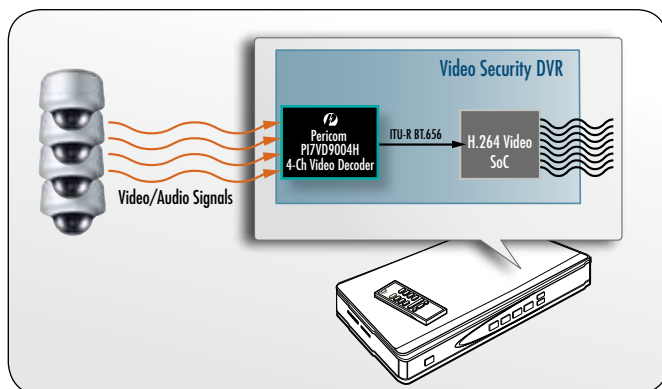 Video Security DVR
Pericom
PI7VD9004H
4-Ch Video Decoder
ITU-R BT.656
H.264 Video
SoC
Video/Audio Signals